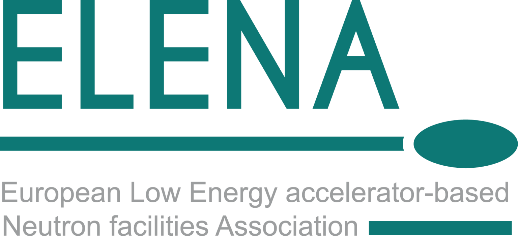 ELENA
European Low Energy accelerator-based
Neutron facilities Association